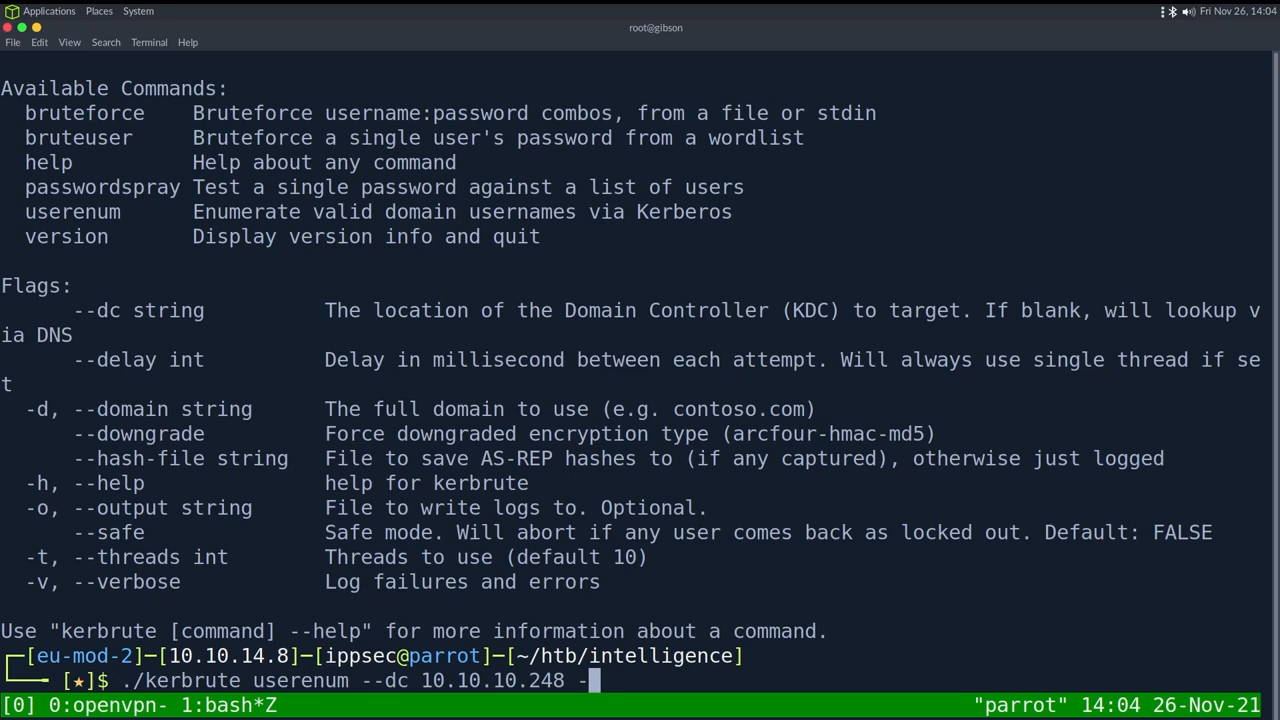 Applications Places System Fri Nov 26, 14:04
root@gibson
File Edit View Search Terminal Help
Available Commands:
bruteforce Bruteforce username:password combos, from a file or stdin
bruteuser Bruteforce a single user's password from a wordlist
help Help about any command
passwordspray Test a single password against a list of users
userenum Enumerate valid domain usernames via Kerberos
version Display version info and quit
Flags:
--dc string The location of the Domain Controller (KDC) to target. If blank, will lookup v
ia DNS
--delay int Delay in millisecond between each attempt. Will always use single thread if se
t
-d, --domain string The full domain to use (e.g. contoso.com)
--downgrade Force downgraded encryption type (arcfour-hmac-md5)
--hash-file string File to save AS-REP hashes to (if any captured), otherwise just logged
-h, --help help for kerbrute
-o, --output string File to write logs to. Optional.
--safe Safe mode. Will abort if any user comes back as locked out. Default: FALSE
-t, --threads int Threads to use (default 10)
-v, --verbose Log failures and errors
Use "kerbrute [command] --help" for more information about a command.
┌─[eu-mod-2]─[10.10.14.8]─[ippsec@parrot]─[~/htb/intelligence]
└──╼ [★]$ ./kerbrute userenum --dc 10.10.10.248 -
[0] 0:openvpn- 1:bash*Z "parrot" 14:04 26-Nov-21